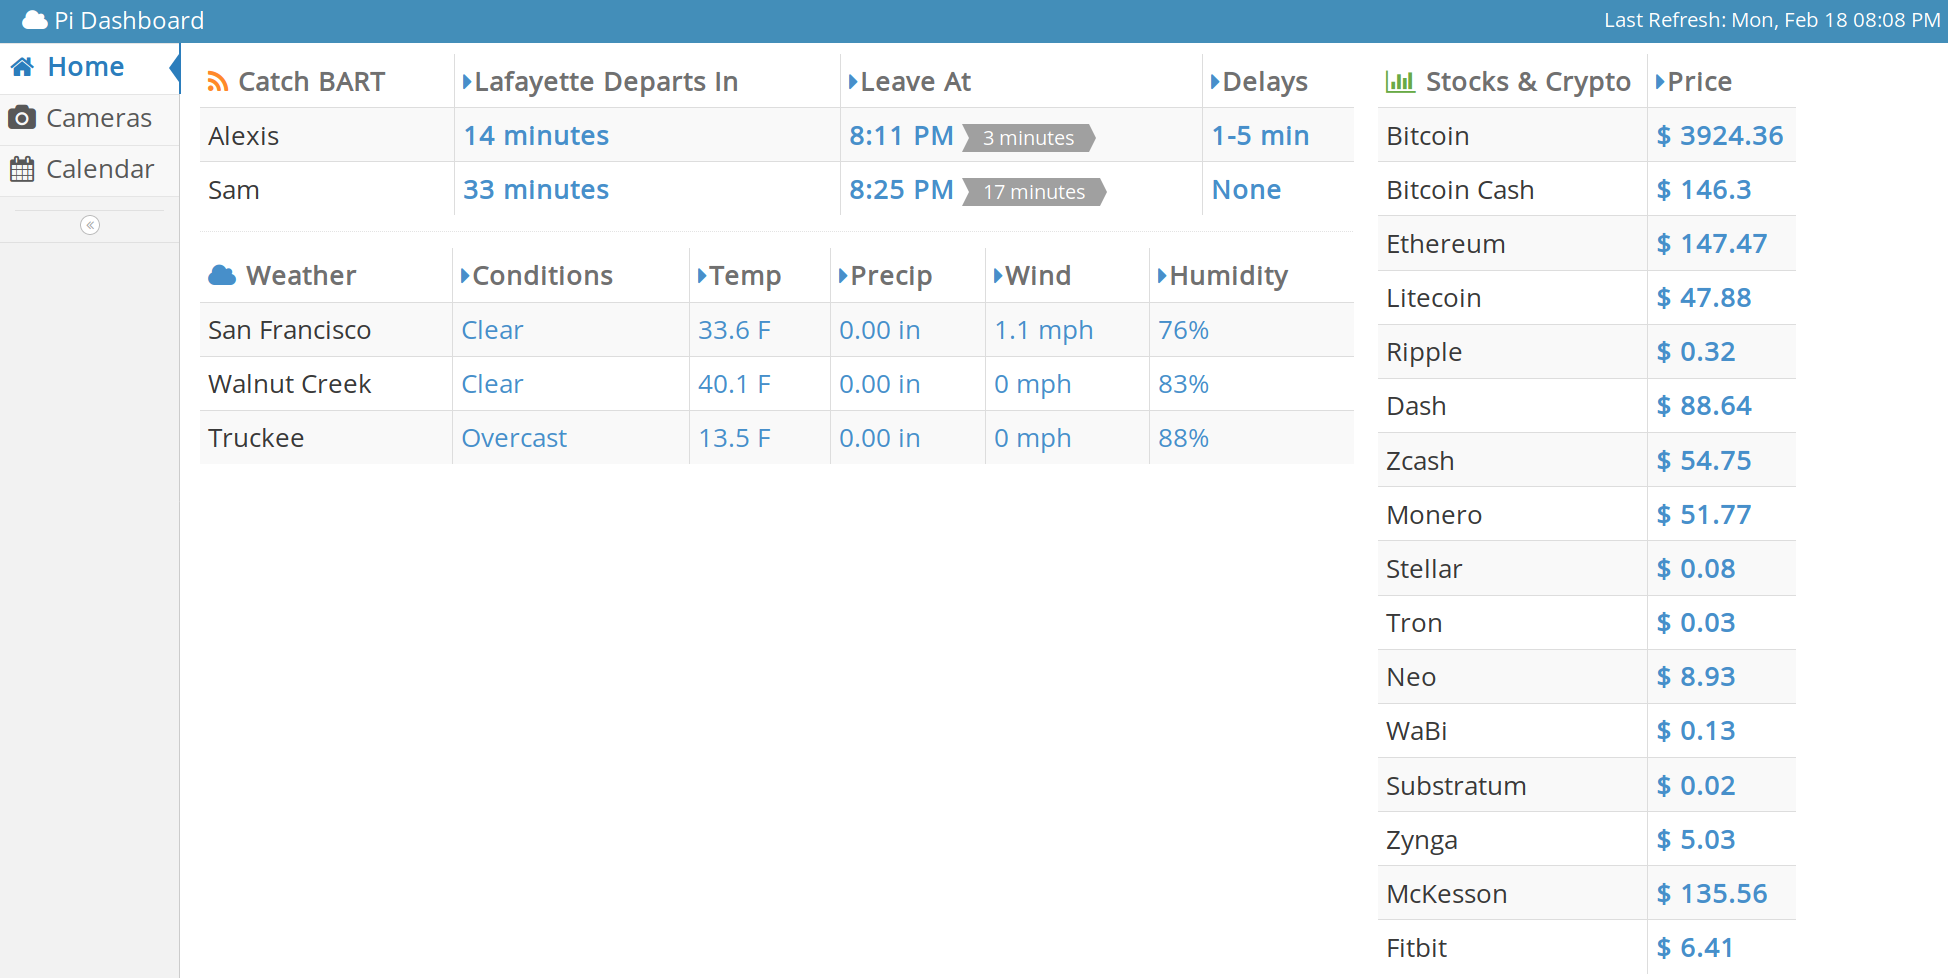 Pi Dashboard
Last Refresh: Mon, Feb 18 08:08 PM
Home
Cameras
Calendar
Catch BART Lafayette Departs In Leave At Delays
Alexis 14 minutes 8:11 PM 3 minutes 1-5 min
Sam 33 minutes 8:25 PM 17 minutes None
Weather Conditions Temp Precip Wind Humidity
San Francisco Clear 33.6 F 0.00 in 1.1 mph 76%
Walnut Creek Clear 40.1 F 0.00 in 0 mph 83%
Truckee Overcast 13.5 F 0.00 in 0 mph 88%
Stocks & Crypto Price
Bitcoin $ 3924.36
Bitcoin Cash $ 146.3
Ethereum $ 147.47
Litecoin $ 47.88
Ripple $ 0.32
Dash $ 88.64
Zcash $ 54.75
Monero $ 51.77
Stellar $ 0.08
Tron $ 0.03
Neo $ 8.93
WaBi $ 0.13
Substratum $ 0.02
Zynga $ 5.03
McKesson $ 135.56
Fitbit $ 6.41